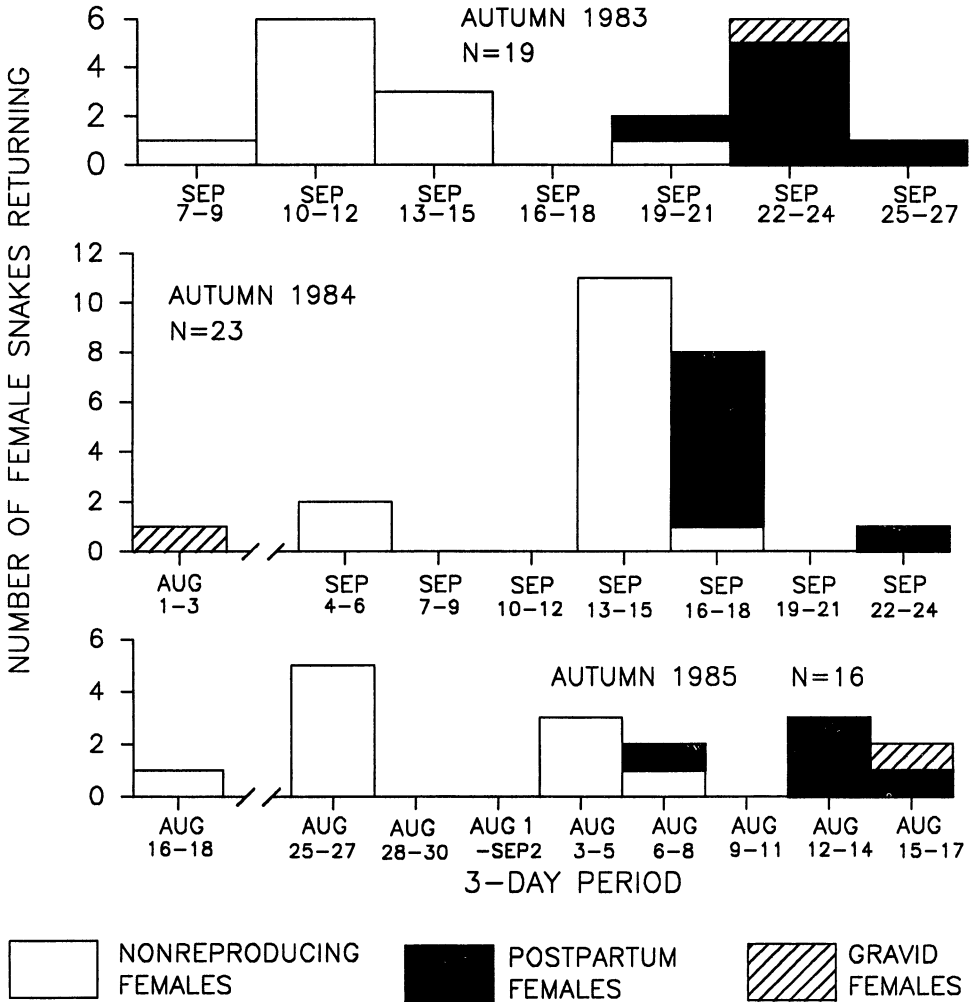 NUMBER OF FEMALE SNAKES RETURNING
AUTUMN 1983
N=19
6
4
2
0
SEP 7-9
SEP 10-12
SEP 13-15
SEP 16-18
SEP 19-21
SEP 22-24
SEP 25-27
AUTUMN 1984
N=23
12
10
8
6
4
2
0
AUG 1-3
SEP 4-6
SEP 7-9
SEP 10-12
SEP 13-15
SEP 16-18
SEP 19-21
SEP 22-24
AUTUMN 1985 N=16
6
4
2
0
AUG 16-18
AUG 25-27
AUG 28-30
AUG 1 -SEP2
AUG 3-5
AUG 6-8
AUG 9-11
AUG 12-14
AUG 15-17
3-DAY PERIOD
NONREPRODUCING
FEMALES
POSTPARTUM
FEMALES
GRAVID
FEMALES